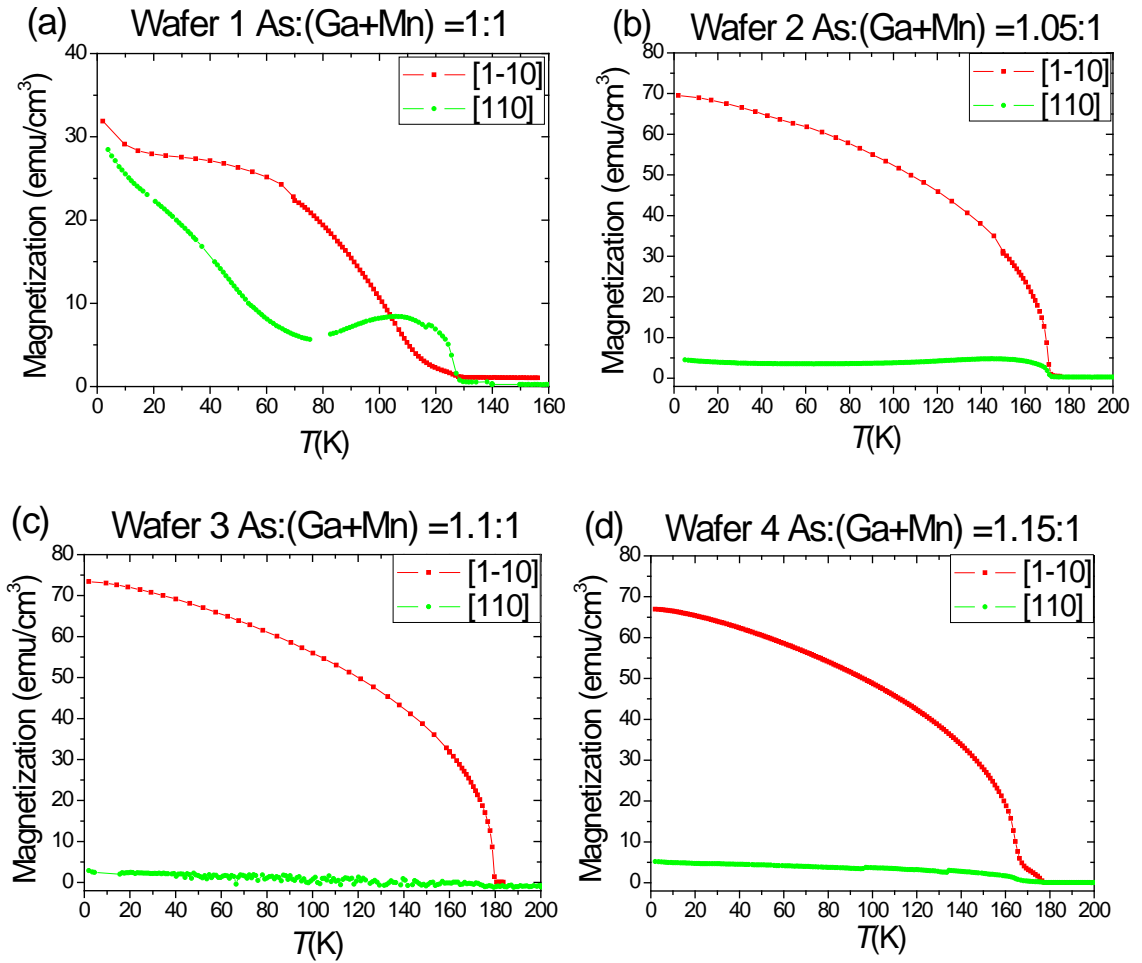 (a) Wafer 1 As:(Ga+Mn) =1:1
[1-10]
[110]
Magnetization (emu/cm³)
40
30
20
10
0
0 20 40 60 80 100 120 140 160
T(K)
(b) Wafer 2 As:(Ga+Mn) =1.05:1
[1-10]
[110]
Magnetization (emu/cm³)
80
70
60
50
40
30
20
10
0
0 20 40 60 80 100 120 140 160 180 200
T(K)
(c) Wafer 3 As:(Ga+Mn) =1.1:1
[1-10]
[110]
Magnetization (emu/cm³)
80
70
60
50
40
30
20
10
0
0 20 40 60 80 100 120 140 160 180 200
T(K)
(d) Wafer 4 As:(Ga+Mn) =1.15:1
[1-10]
[110]
Magnetization (emu/cm³)
80
70
60
50
40
30
20
10
0
0 20 40 60 80 100 120 140 160 180 200
T(K)